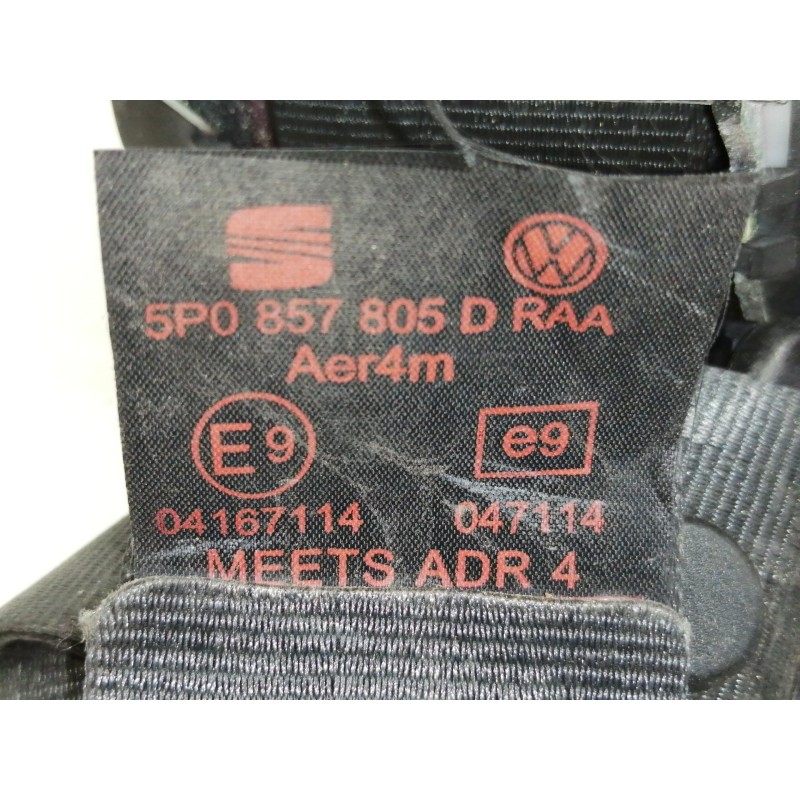 5P0 857 805 D RAA
Aer4m
E9 e9
04167114 047114
MEETS ADR 4